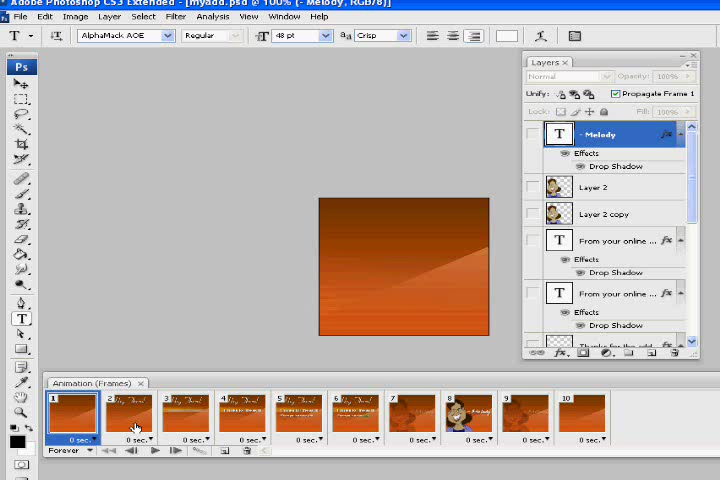 Adobe Photoshop CS3 Extended - [myadd.psd @ 100% (- Melody, RGB/8)]
File Edit Image Layer Select Filter Analysis View Window Help
T AlphaMack AOE Regular 48 pt Crisp
Ps
Layers x
Normal Opacity: 100%
Unify: Propagate Frame 1
Lock: Fill: 100%
T - Melody fx
Effects
Drop Shadow
Layer 2
Layer 2 copy
T From your online ... fx
Effects
Drop Shadow
T From your online ... fx
Effects
Drop Shadow
Animation (Frames) x
1 2 3 4 5 6 7 8 9 10
0 sec. 0 sec. 0 sec. 0 sec. 0 sec. 0 sec. 0 sec. 0 sec. 0 sec. 0 sec.
Forever